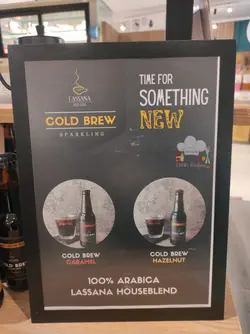 LASSANA
COLD BREW
SPARKLING
TIME FOR
SOMETHING
NEW
COLD BREW
CARAMEL
COLD BREW
HAZELNUT
100% ARABICA
LASSANA HOUSEBLEND